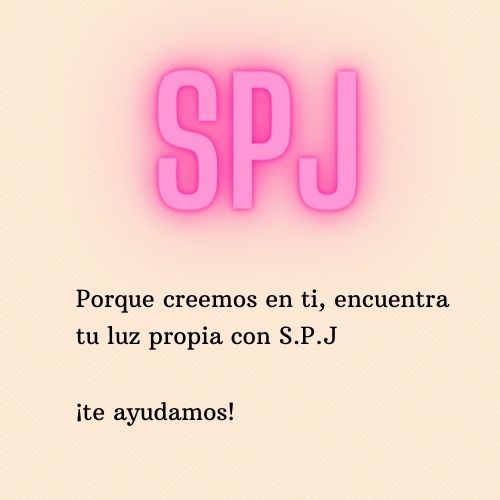 SPJ
Porque creemos en ti, encuentra
tu luz propia con S.P.J
¡te ayudamos!